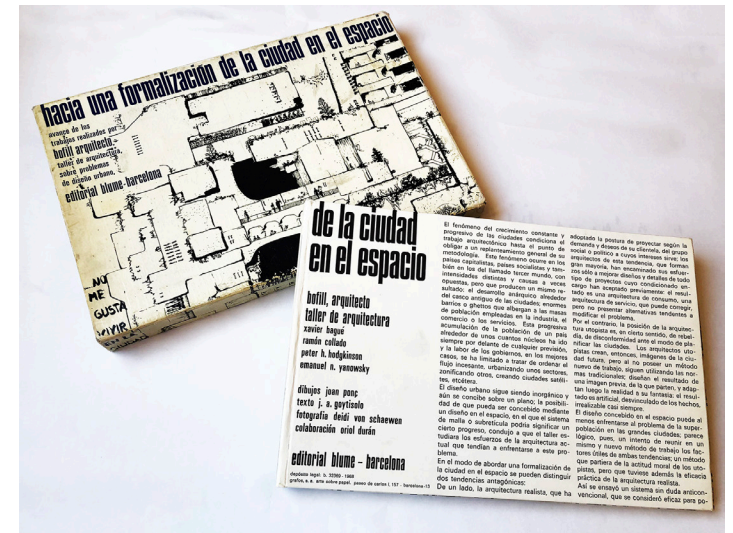 hacia una formalizacion de la ciudad en el espacio
avance de los
trabajos realizados por
bofill arquitecto.
taller de arquitectura,
sobre problemas
de diseño urbano.
editorial blume-barcelona
NO
ME
GUSTA
VIVIR
EN LA
CIUDAD
de la ciudad
en el espacio
bofill, arquitecto
taller de arquitectura
xavier bagué
ramón collado
peter h. hodgkinson
emanuel n. yanowsky
dibujos joan ponç
texto j. a. goytisolo
fotografía deidi von schaewen
colaboración oriol durán
editorial blume - barcelona
depósito legal. b. 32589 - 1968
grafos, s. a. arte sobre papel. paseo de carlos I, 157 - barcelona-13
El fenómeno del crecimiento constante y
progresivo de las ciudades condiciona el
trabajo arquitectónico hasta el punto de
obligar a un replanteamiento general de su
metodología. Este fenómeno ocurre en los
países capitalistas, países socialistas y tam-
bién en los del llamado tercer mundo, con
intensidades distintas y causas a veces
opuestas, pero que producen un mismo re-
sultado: el desarrollo anárquico alrededor
del casco antiguo de las ciudades; enormes
barrios o ghettos que albergan a las masas
de población empleadas en la industria, el
comercio o los servicios. Esta progresiva
acumulación de la población de un país
alrededor de unos cuantos núcleos ha ido
siempre por delante de cualquier previsión,
y la labor de los gobiernos, en los mejores
casos, se ha limitado a tratar de ordenar el
flujo incesante, urbanizando unos sectores,
zonificando otros, creando ciudades satéli-
tes, etcétera.
El diseño urbano sigue siendo inorgánico y
aún se concibe sobre un plano; la posibili-
dad de que pueda ser concebido mediante
un diseño en el espacio, en el que el sistema
de malla o subretícula podría significar un
cierto progreso, condujo a que el taller es-
tudiara los esfuerzos de la arquitectura ac-
tual que tendían a enfrentarse a este pro-
blema.
En el modo de abordar una formalización de
la ciudad en el espacio se pueden distinguir
dos tendencias antagónicas:
De un lado, la arquitectura realista, que ha
adoptado la postura de proyectar según la
demanda y deseos de su clientela, del grupo
social o político a cuyos intereses sirve; los
arquitectos de esta tendencia, que forman
gran mayoría, han encaminado sus esfuer-
zos sólo a mejorar diseños y detalles de todo
tipo de proyectos cuyo condicionado en-
cargo han aceptado previamente: el resul-
tado es una arquitectura de consumo, una
arquitectura de servicio, que puede corregir,
pero no presentar alternativas tendentes a
modificar el problema.
Por el contrario, la posición de la arquitec-
tura utopista es, en cierto sentido, de rebel-
día, de disconformidad ante el modo de pla-
nificar las ciudades. Los arquitectos uto-
pistas crean, entonces, imágenes de la ciu-
dad futura, pero al no poseer un método
nuevo de trabajo, siguen utilizando las nor-
mas tradicionales; diseñan el resultado de
una imagen previa, de la que parten, y adap-
tan luego la realidad a su fantasía; el resul-
tado es artificial, desvinculado de los hechos,
irrealizable casi siempre.
El diseño concebido en el espacio puede al
menos enfrentarse al problema de la super-
población en las grandes ciudades; parece
lógico, pues, un intento de reunir en un
mismo y nuevo método de trabajo los fac-
tores útiles de ambas tendencias; un método
que partiera de la actitud moral de los uto-
pistas, pero que tuviese además la eficacia
práctica de la arquitectura realista.
Así se ensayó un sistema sin duda anticon-
vencional, que se consideró eficaz para po-